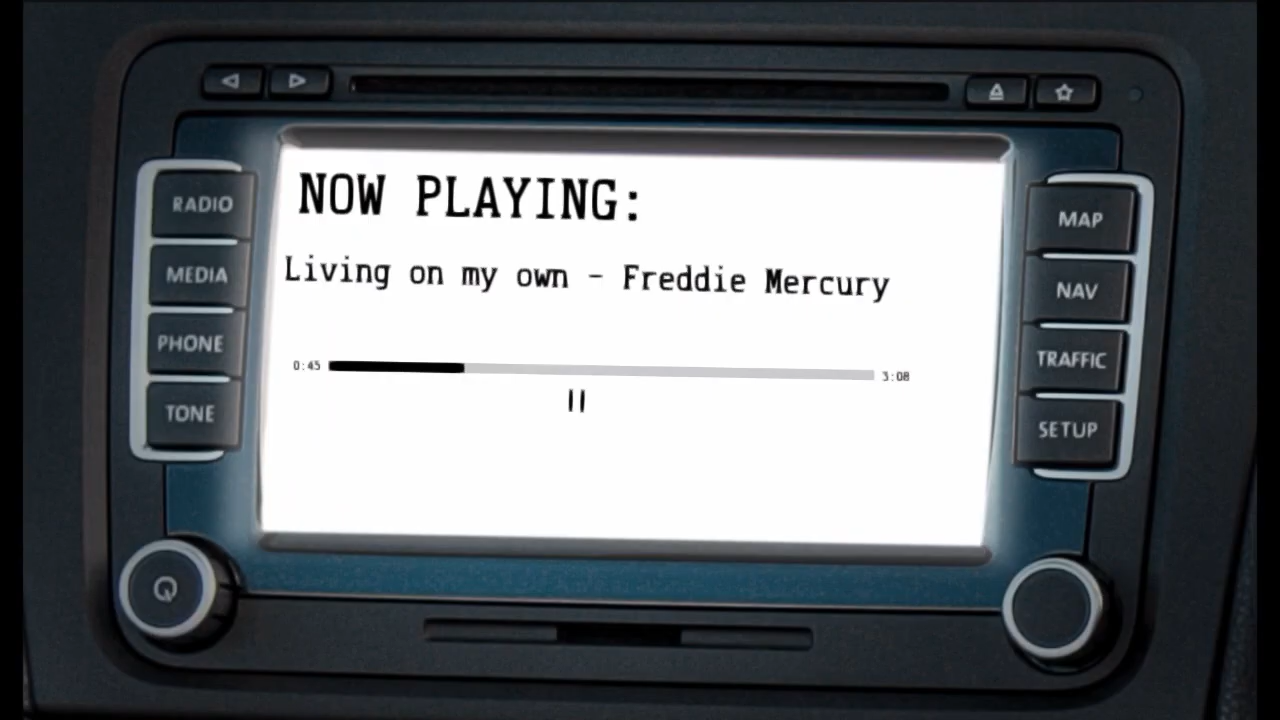 NOW PLAYING:
Living on my own - Freddie Mercury
0:45 3:08
RADIO
MEDIA
PHONE
TONE
MAP
NAV
TRAFFIC
SETUP